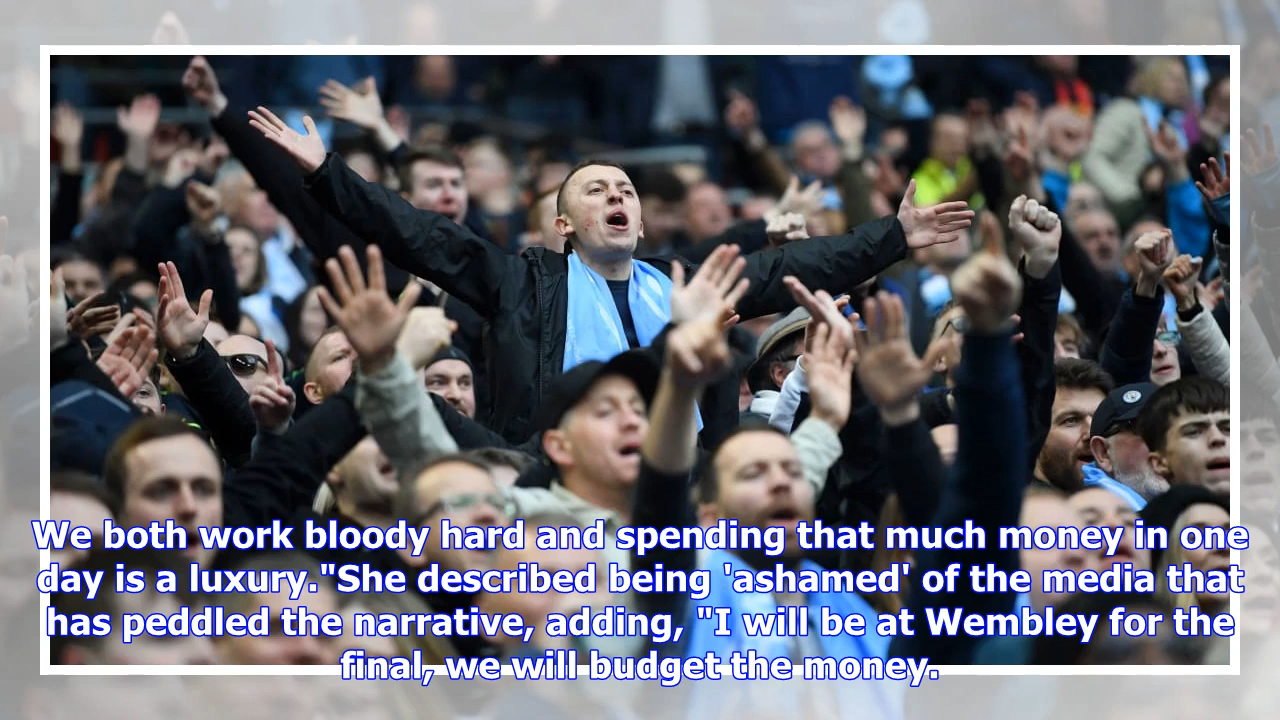 We both work bloody hard and spending that much money in one
day is a luxury."She described being 'ashamed' of the media that
has peddled the narrative, adding, "I will be at Wembley for the
final, we will budget the money.